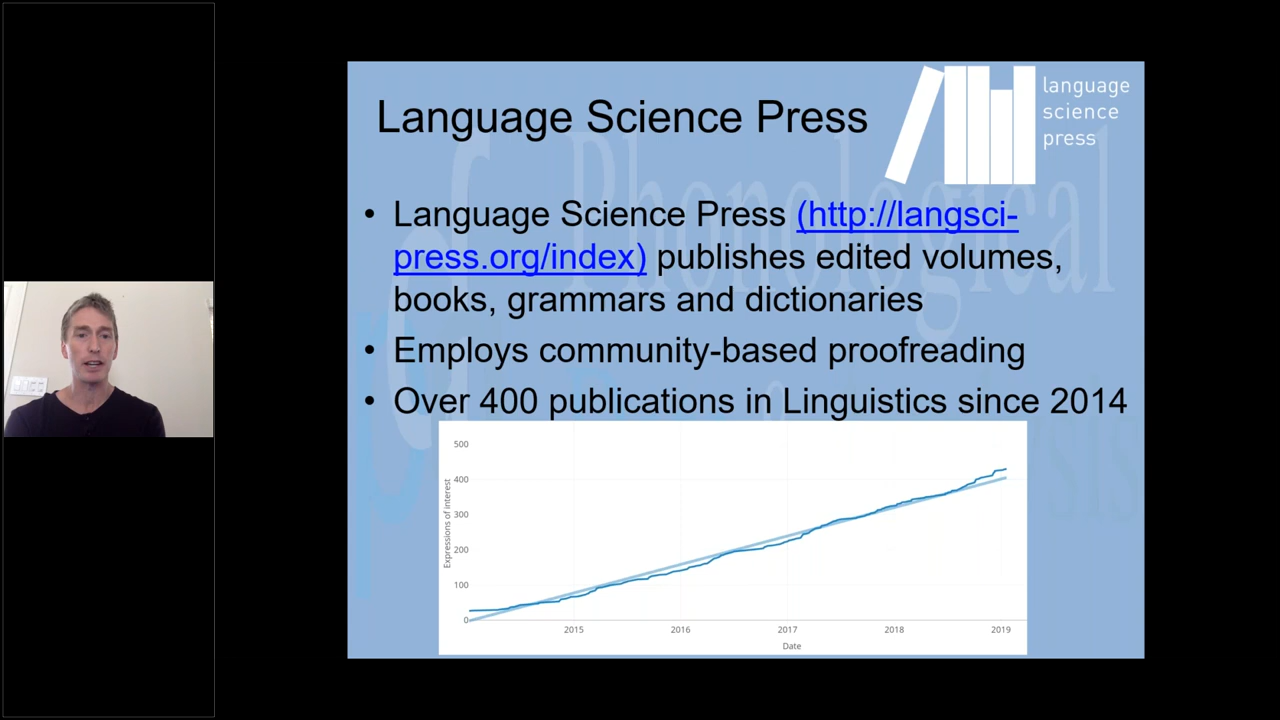 Language Science Press
language
science
press
• Language Science Press (http://langsci-
press.org/index) publishes edited volumes,
books, grammars and dictionaries
• Employs community-based proofreading
• Over 400 publications in Linguistics since 2014
Phonological
500
400
300
200
100
0
Expressions of interest
2015 2016 2017 2018 2019
Date